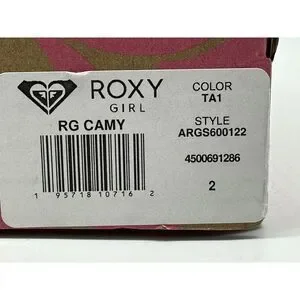 ROXY
GIRL
RG CAMY
1 95718 10716 2
COLOR
TA1
STYLE
ARGS600122
4500691286
2